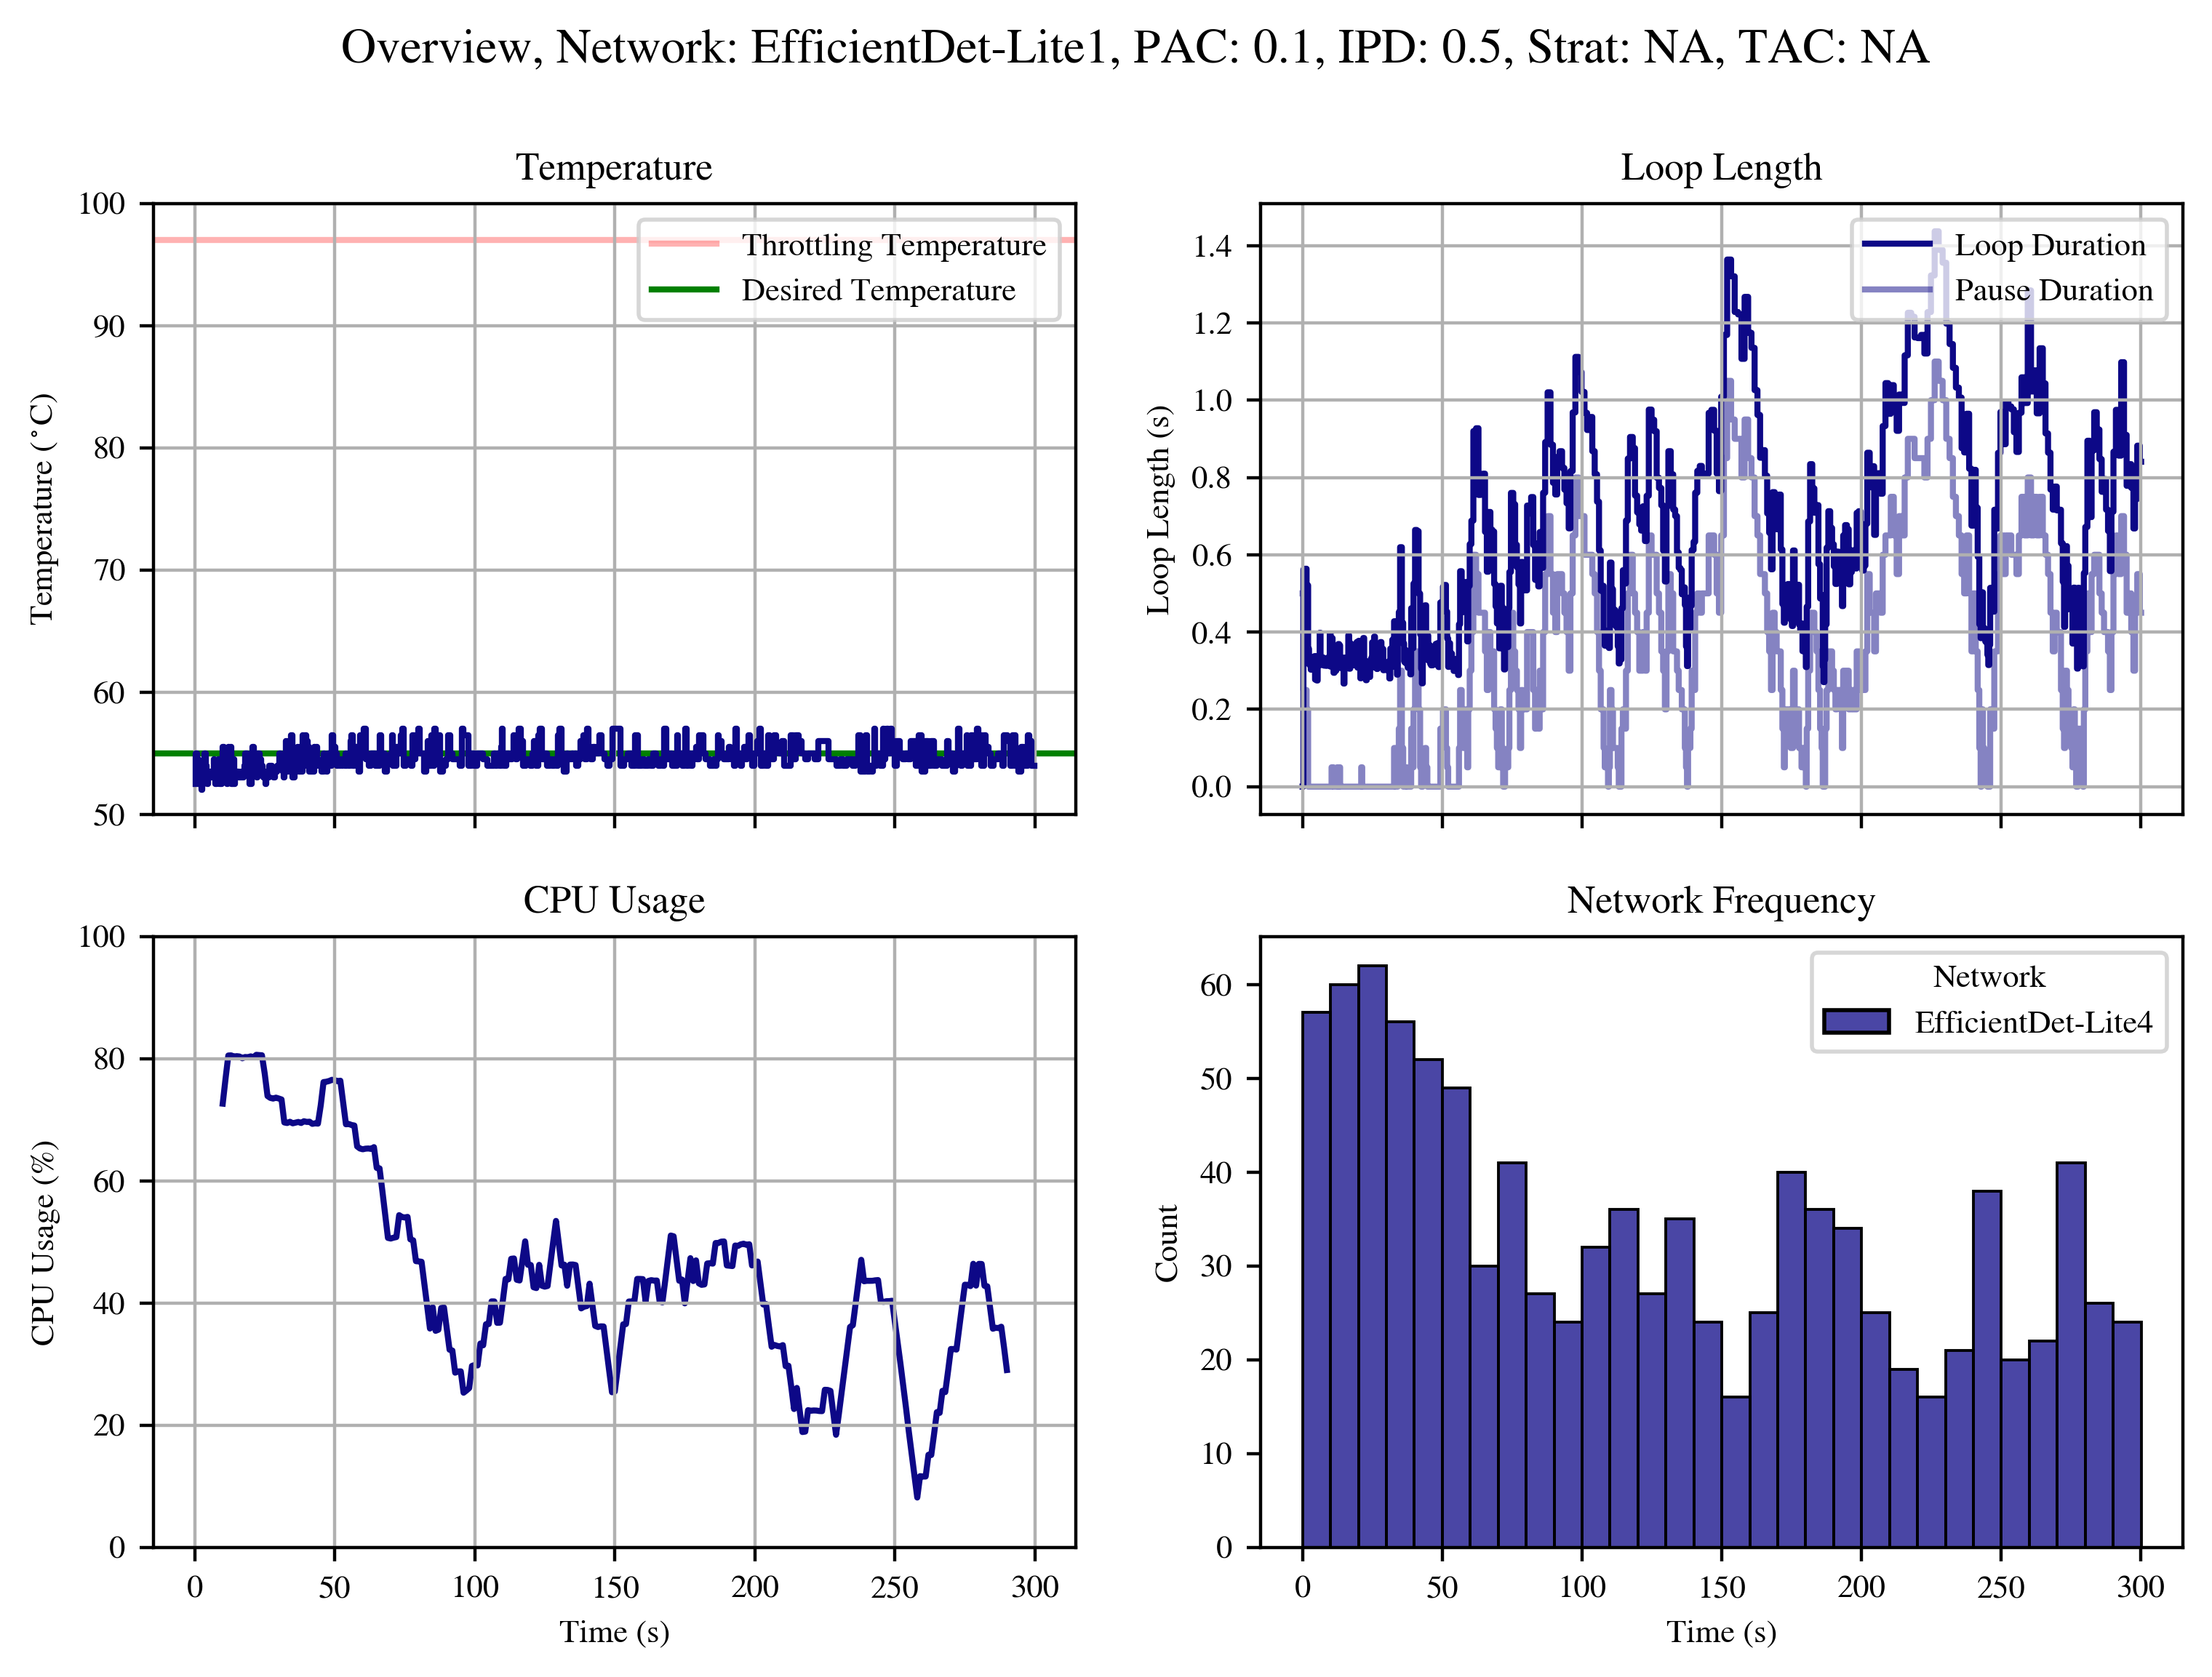 Overview, Network: EfficientDet-Lite1, PAC: 0.1, IPD: 0.5, Strat: NA, TAC: NA
Temperature
100
90
80
70
60
50
Temperature (°C)
Throttling Temperature
Desired Temperature
Loop Length
1.4
1.2
1.0
0.8
0.6
0.4
0.2
0.0
Loop Length (s)
Loop Duration
Pause Duration
CPU Usage
100
80
60
40
20
0
CPU Usage (%)
0 50 100 150 200 250 300
Time (s)
Network Frequency
60
50
40
30
20
10
0
Count
Network
EfficientDet-Lite4
0 50 100 150 200 250 300
Time (s)